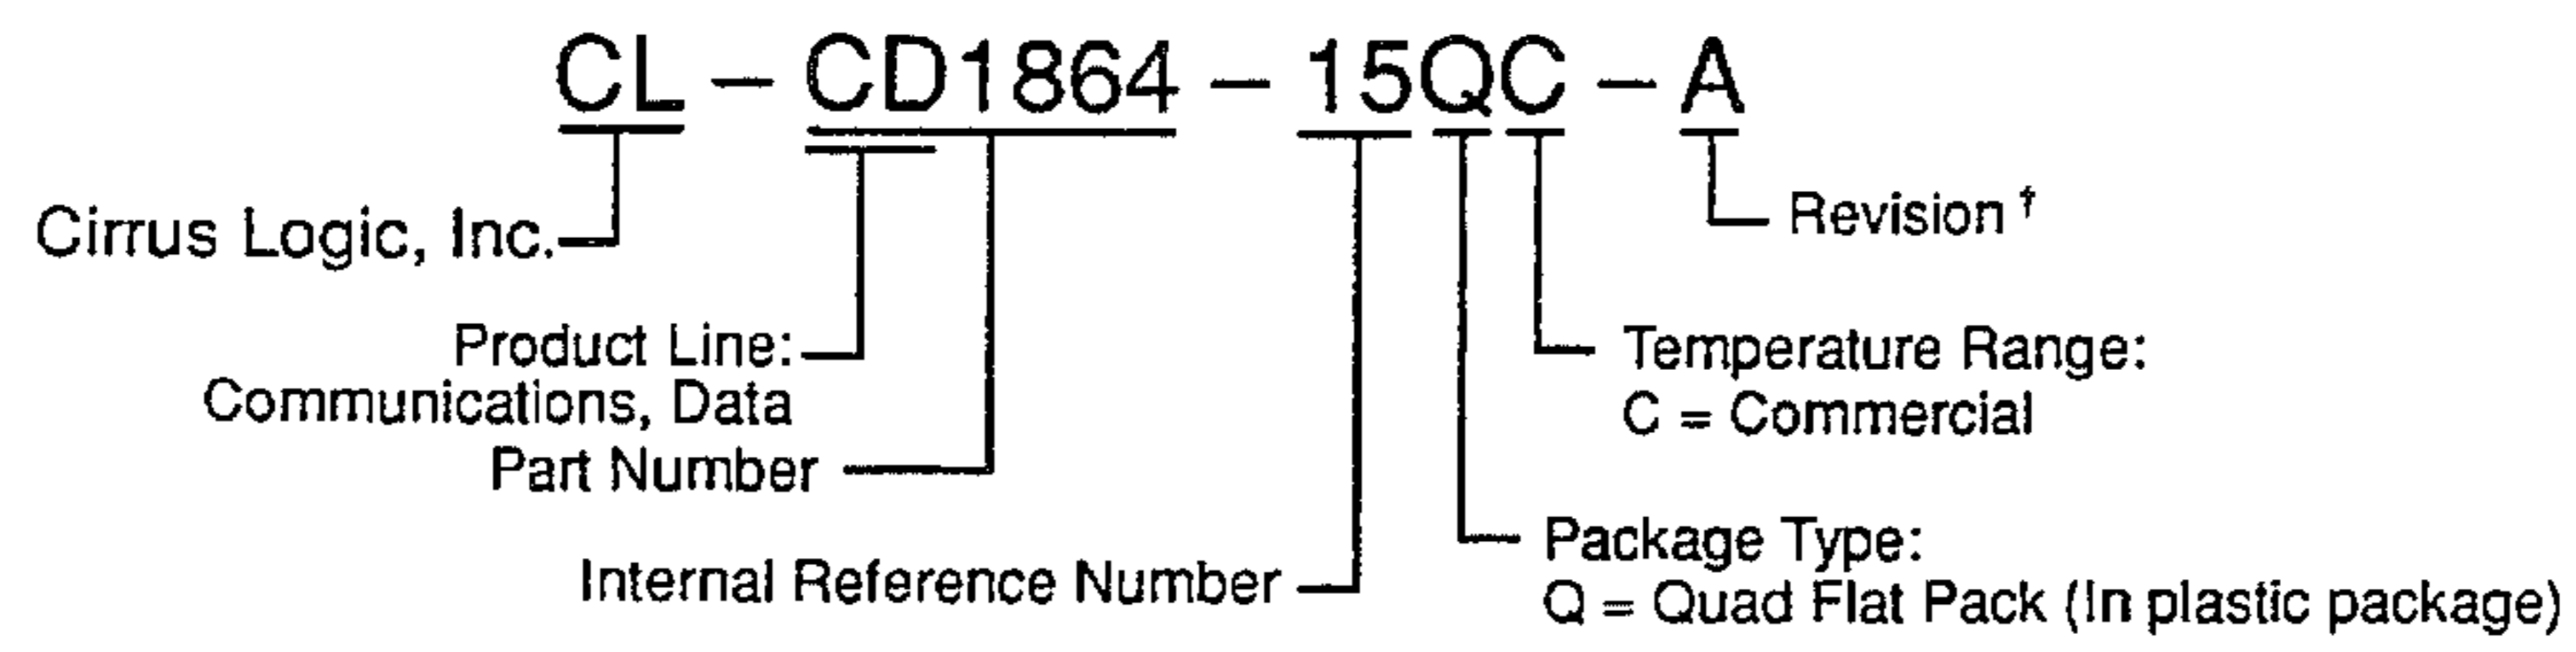 CL – CD1864 – 15QC – A
Cirrus Logic, Inc.
Revision †
Product Line:
Communications, Data
Temperature Range:
C = Commercial
Part Number
Package Type:
Q = Quad Flat Pack (In plastic package)
Internal Reference Number